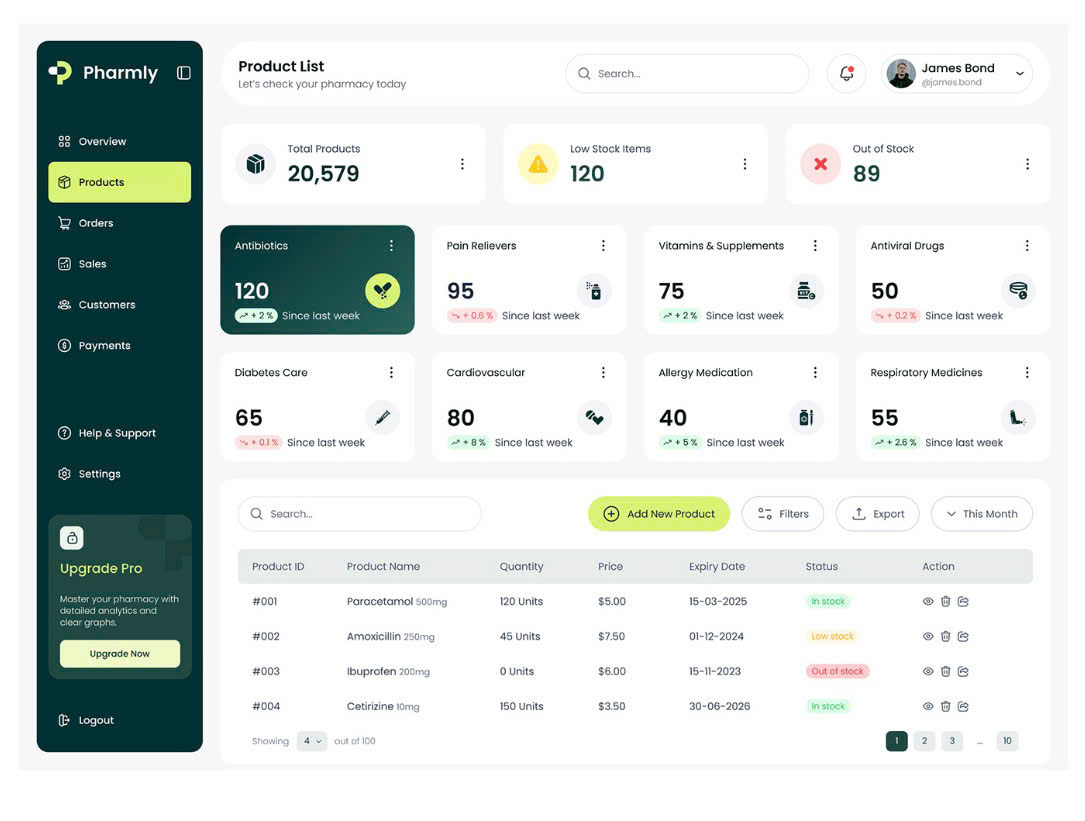 Pharmly
Overview
Products
Orders
Sales
Customers
Payments
Help & Support
Settings
Upgrade Pro
Master your pharmacy with
detailed analytics and
clear graphs.
Upgrade Now
Logout
Product List
Let's check your pharmacy today
Search...
James Bond
@james.bond
Total Products
20,579
Low Stock Items
120
Out of Stock
89
Antibiotics
120
+ 2 % Since last week
Pain Relievers
95
+ 0.6 % Since last week
Vitamins & Supplements
75
+ 2 % Since last week
Antiviral Drugs
50
+ 0.2 % Since last week
Diabetes Care
65
+ 0.1 % Since last week
Cardiovascular
80
+ 8 % Since last week
Allergy Medication
40
+ 5 % Since last week
Respiratory Medicines
55
+ 2.6 % Since last week
Search...
Add New Product
Filters
Export
This Month
Product ID Product Name Quantity Price Expiry Date Status Action
#001 Paracetamol 500mg 120 Units $5.00 15-03-2025 In stock
#002 Amoxicillin 250mg 45 Units $7.50 01-12-2024 Low stock
#003 Ibuprofen 200mg 0 Units $6.00 15-11-2023 Out of stock
#004 Cetirizine 10mg 150 Units $3.50 30-06-2026 In stock
Showing 4 out of 100
1 2 3 ... 10